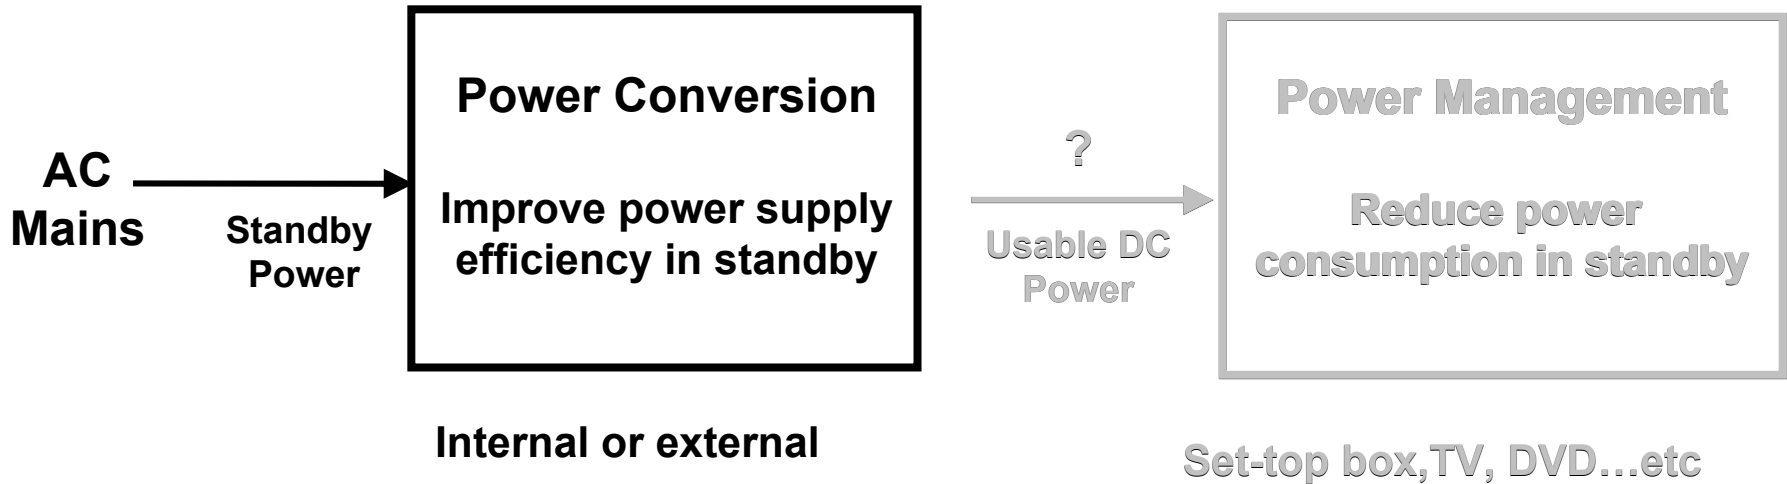 AC
Mains
Standby
Power
Power Conversion
Improve power supply
efficiency in standby
Internal or external
?
Usable DC
Power
Power Management
Reduce power
consumption in standby
Set-top box,TV, DVD...etc